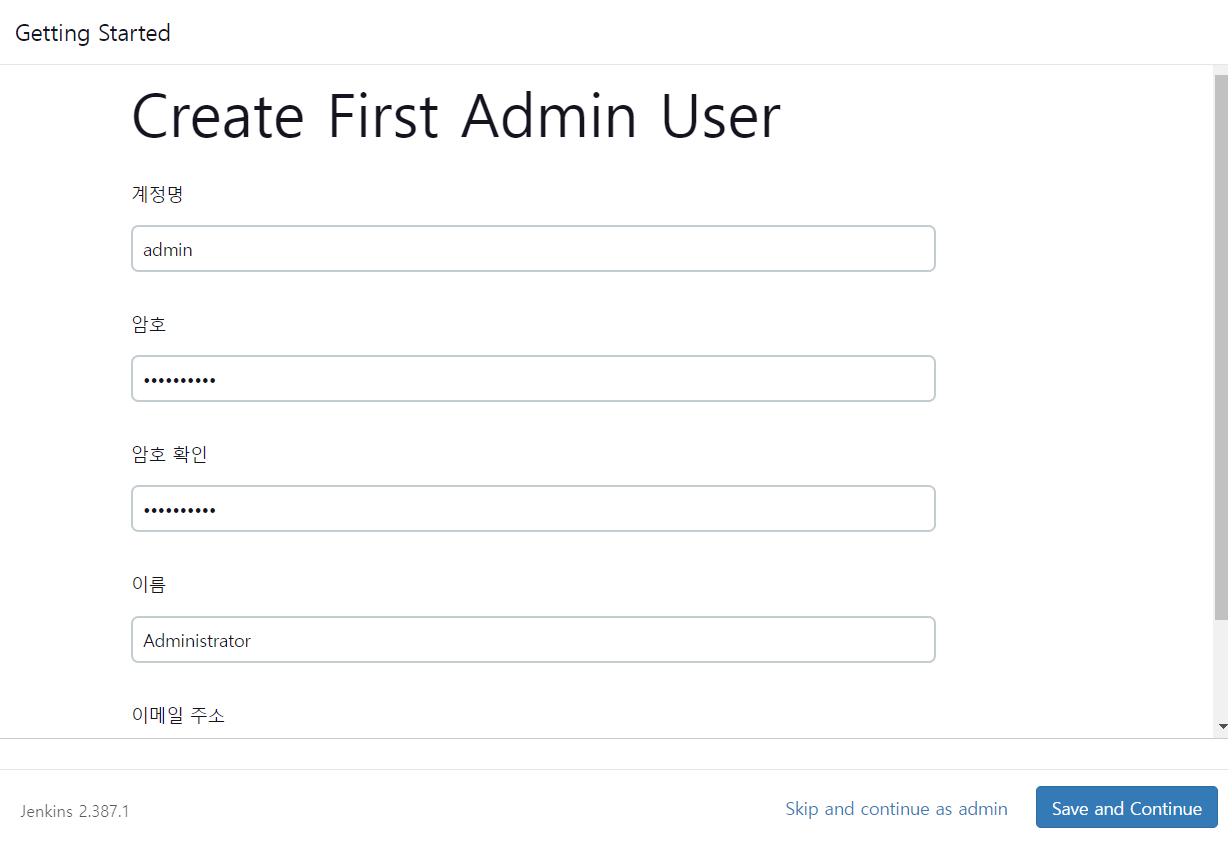 Getting Started
Create First Admin User
계정명
admin
암호
••••••••••
암호 확인
••••••••••
이름
Administrator
이메일 주소
Jenkins 2.387.1
Skip and continue as admin
Save and Continue